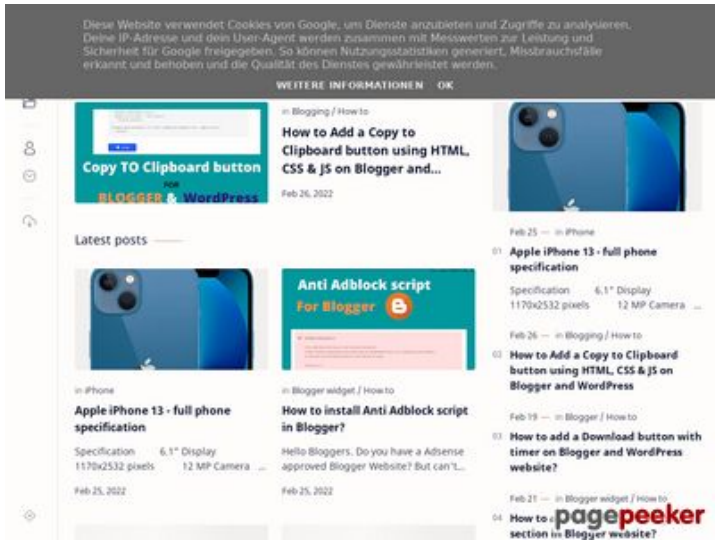 Diese Website verwendet Cookies von Google, um Dienste anzubieten und Zugriffe zu analysieren.
Deine IP-Adresse und dein User-Agent werden zusammen mit Messwerten zur Leistung und
Sicherheit für Google freigegeben. So können Nutzungsstatistiken generiert, Missbrauchsfälle
erkannt und behoben und die Qualität des Dienstes gewährleistet werden.
WEITERE INFORMATIONEN OK
Copy TO Clipboard button
FOR
BLOGGER & WordPress
in Blogging / How to
How to Add a Copy to
Clipboard button using HTML,
CSS & JS on Blogger and...
Feb 26, 2022
Latest posts
in iPhone
Apple iPhone 13 - full phone
specification
Specification 6.1" Display
1170x2532 pixels 12 MP Camera ...
Feb 25, 2022
Anti Adblock script
For Blogger
in Blogger widget / How to
How to install Anti Adblock script
in Blogger?
Hello Bloggers. Do you have a Adsense
approved Blogger Website? But can't...
Feb 25, 2022
Feb 25 — in iPhone
01 Apple iPhone 13 - full phone
specification
Specification 6.1" Display
1170x2532 pixels 12 MP Camera ...
Feb 26 — in Blogging / How to
02 How to Add a Copy to Clipboard
button using HTML, CSS & JS on
Blogger and WordPress
Feb 19 — in Blogger / How to
03 How to add a Download button with
timer on Blogger and WordPress
website?
Feb 21 — in Blogger widget / How to
04 How to
section in Blogger website?
pagepeeker